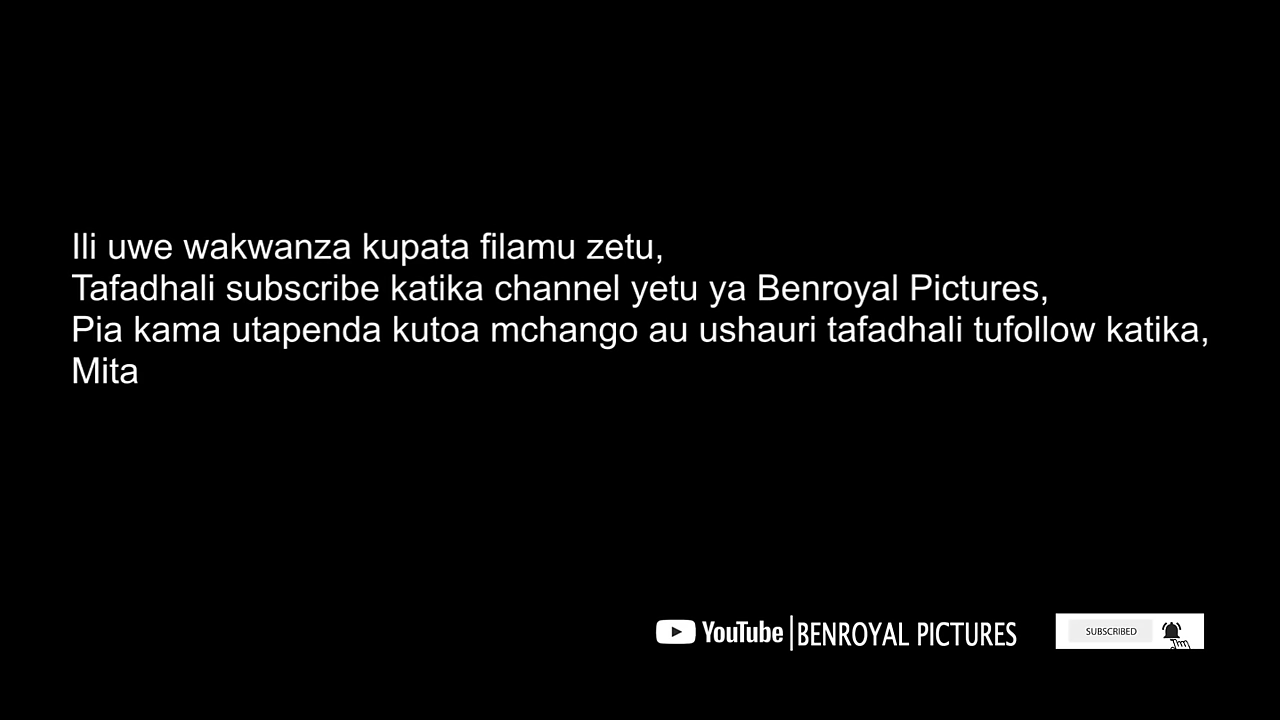 Ili uwe wakwanza kupata filamu zetu,
Tafadhali subscribe katika channel yetu ya Benroyal Pictures,
Pia kama utapenda kutoa mchango au ushauri tafadhali tufollow katika,
Mita
YouTube | BENROYAL PICTURES
SUBSCRIBED